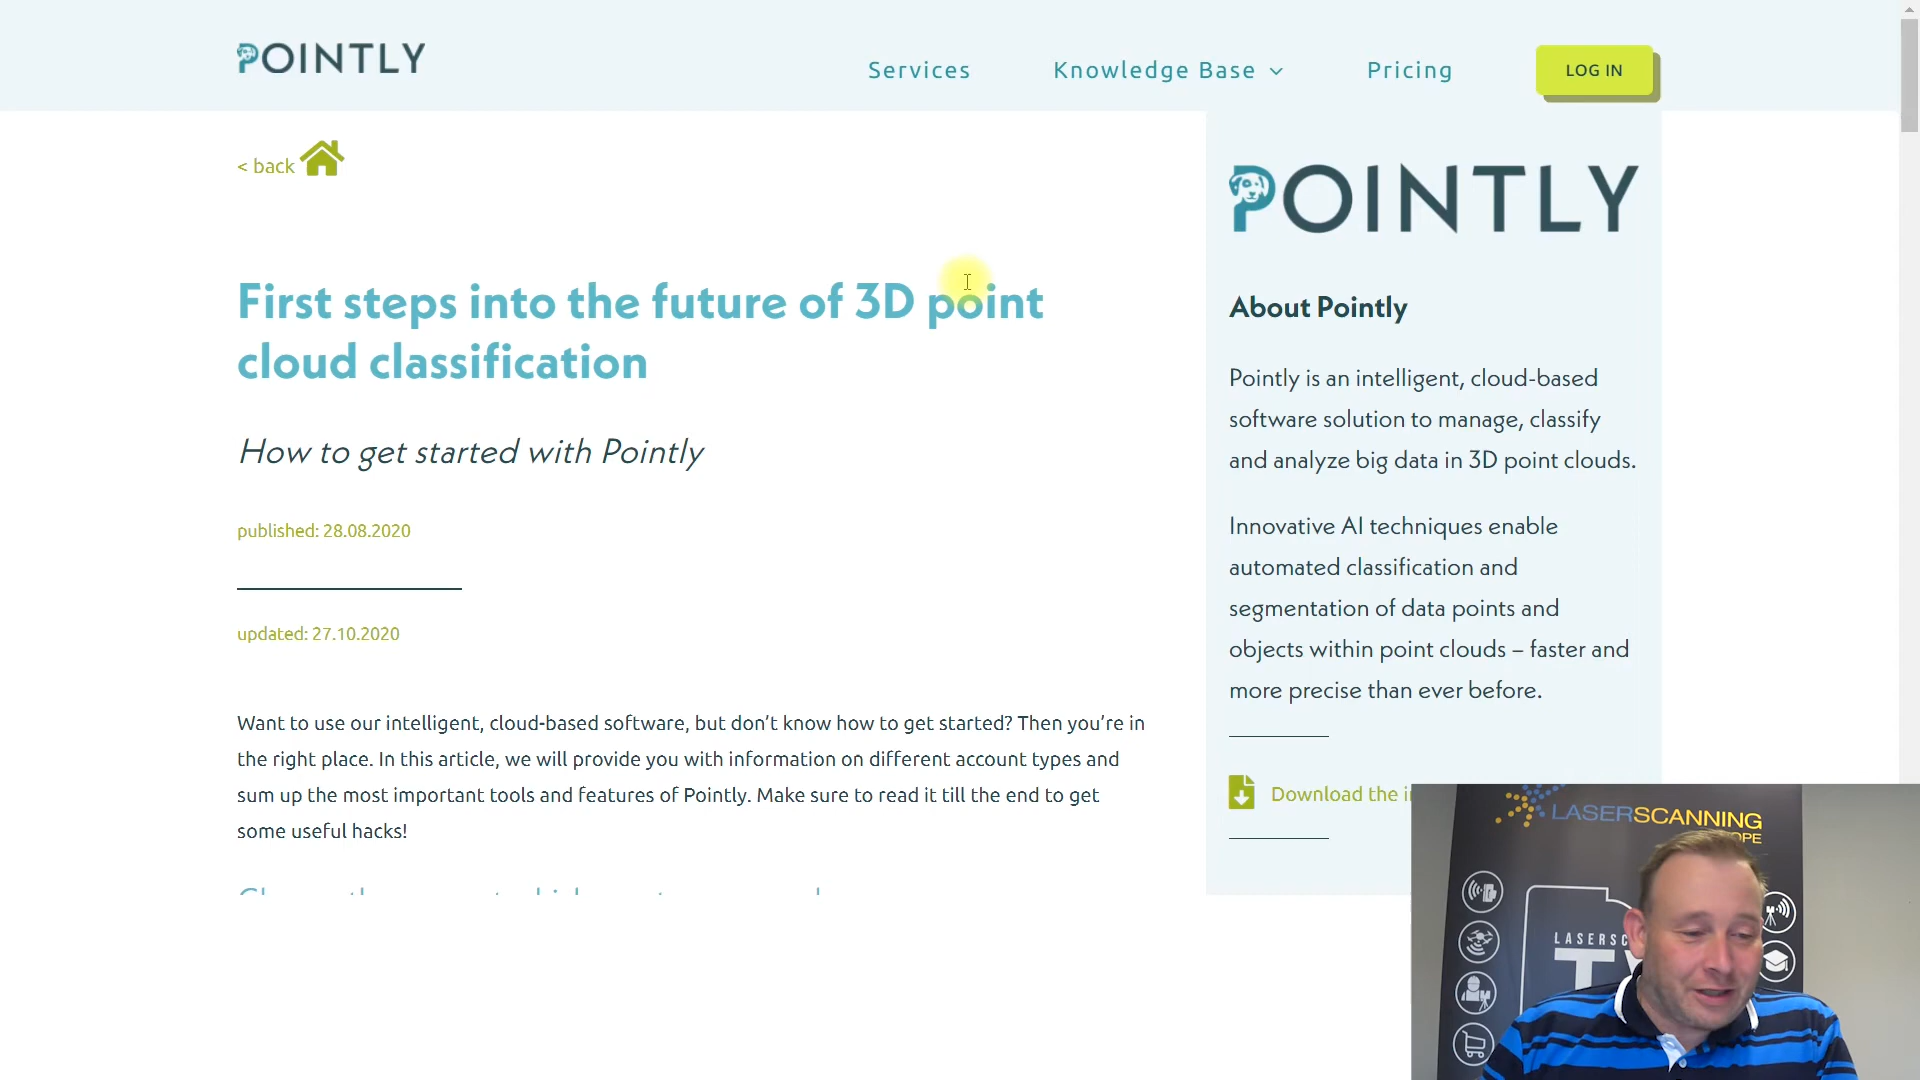 POINTLY
Services
Knowledge Base
Pricing
LOG IN
< back
First steps into the future of 3D point
cloud classification
How to get started with Pointly
published: 28.08.2020
updated: 27.10.2020
Want to use our intelligent, cloud-based software, but don’t know how to get started? Then you’re in
the right place. In this article, we will provide you with information on different account types and
sum up the most important tools and features of Pointly. Make sure to read it till the end to get
some useful hacks!
POINTLY
About Pointly
Pointly is an intelligent, cloud-based
software solution to manage, classify
and analyze big data in 3D point clouds.
Innovative AI techniques enable
automated classification and
segmentation of data points and
objects within point clouds – faster and
more precise than ever before.
Download the
LASERSCANNING